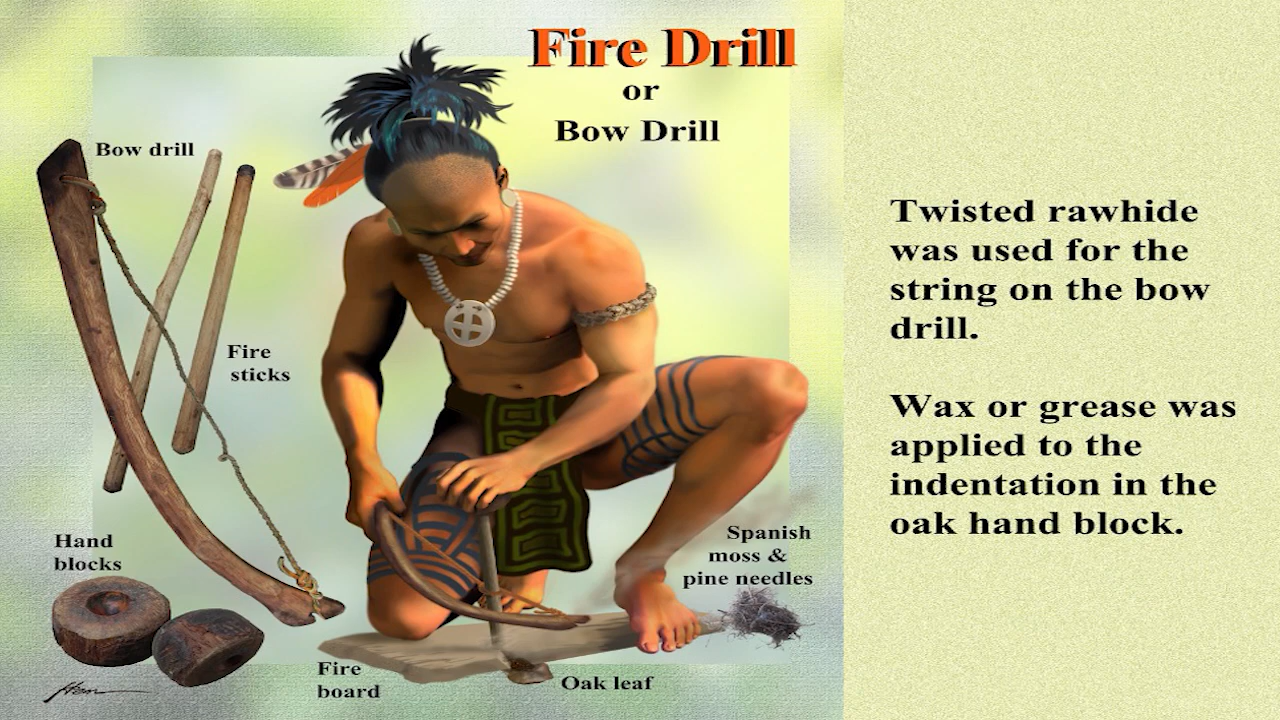 Fire Drill
or
Bow Drill
Bow drill
Fire
sticks
Hand
blocks
Spanish
moss &
pine needles
Fire
board
Oak leaf
Twisted rawhide
was used for the
string on the bow
drill.
Wax or grease was
applied to the
indentation in the
oak hand block.